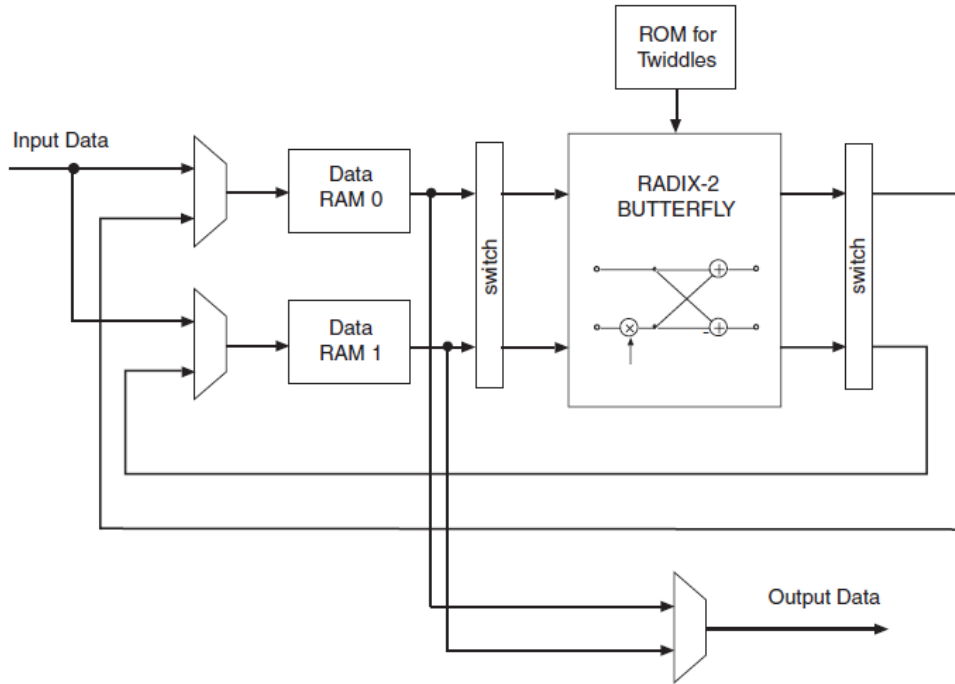 ROM for
Twiddles
Input Data
Data
RAM 0
switch
RADIX-2
BUTTERFLY
switch
Data
RAM 1
Output Data